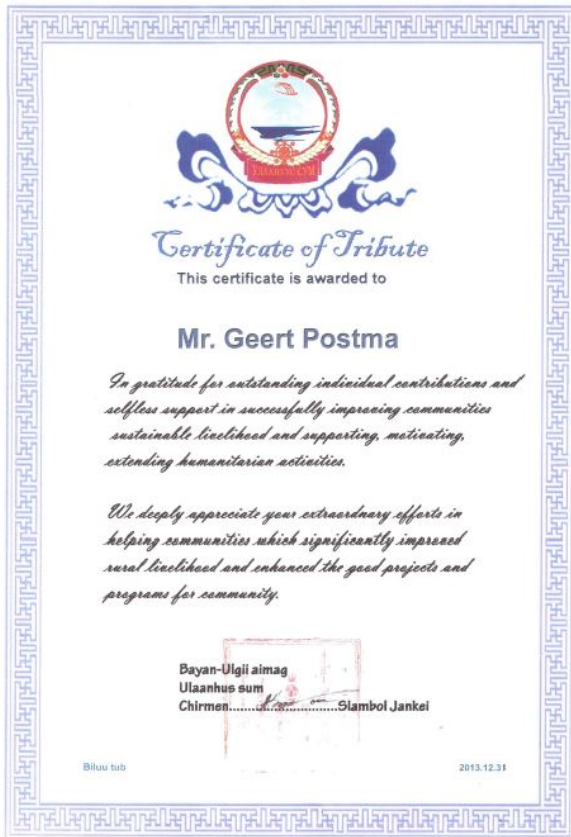 УЛААНХУС СУМ
Certificate of Tribute
This certificate is awarded to
Mr. Geert Postma
In gratitude for outstanding individual contributions and
selfless support in successfully improving communities
sustainable livelihood and supporting, motivating,
extending humanitarian activities.
We deeply appreciate your extraordnary efforts in
helping communities which significantly improved
rural livelihood and enhanced the good projects and
programs for community.
Bayan-Ulgii aimag
Ulaanhus sum
Chirmen....................Slambol Jankei
Biluu tub
2013.12.31